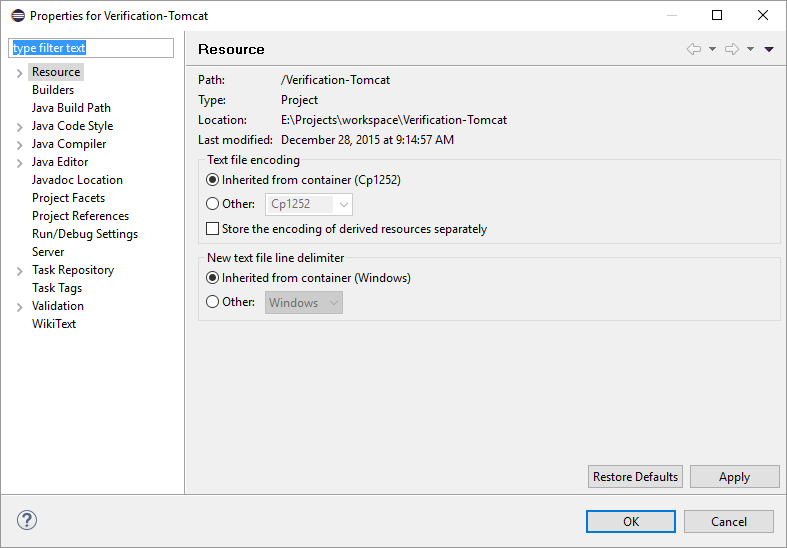 Properties for Verification-Tomcat
type filter text
Resource
Builders
Java Build Path
Java Code Style
Java Compiler
Java Editor
Javadoc Location
Project Facets
Project References
Run/Debug Settings
Server
Task Repository
Task Tags
Validation
WikiText
Resource
Path: /Verification-Tomcat
Type: Project
Location: E:\Projects\workspace\Verification-Tomcat
Last modified: December 28, 2015 at 9:14:57 AM
Text file encoding
Inherited from container (Cp1252)
Other: Cp1252
Store the encoding of derived resources separately
New text file line delimiter
Inherited from container (Windows)
Other: Windows
Restore Defaults Apply
? OK Cancel